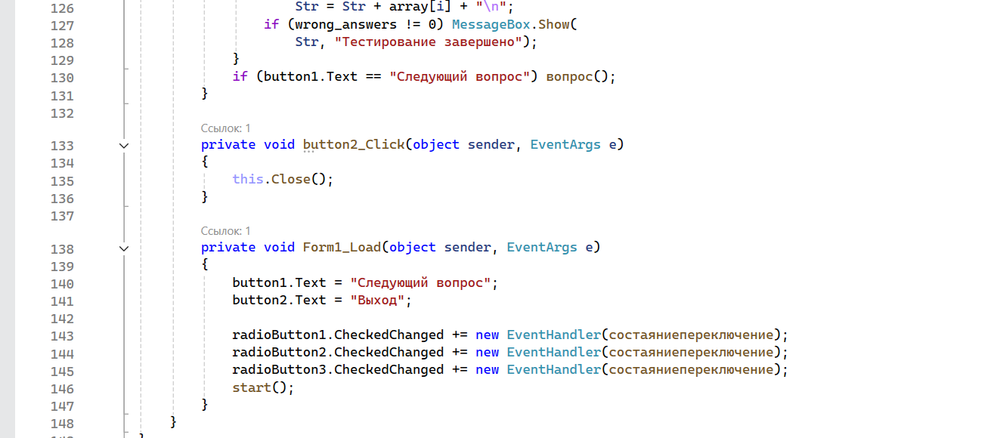 126 Str = Str + array[i] + "\n";
127 if (wrong_answers != 0) MessageBox.Show(
128 Str, "Тестирование завершено");
129 }
130 if (button1.Text == "Следующий вопрос") вопрос();
131 }
132
Ссылок: 1
133 private void button2_Click(object sender, EventArgs e)
134 {
135 this.Close();
136 }
137
Ссылок: 1
138 private void Form1_Load(object sender, EventArgs e)
139 {
140 button1.Text = "Следующий вопрос";
141 button2.Text = "Выход";
142
143 radioButton1.CheckedChanged += new EventHandler(состаяниепереключение);
144 radioButton2.CheckedChanged += new EventHandler(состаяниепереключение);
145 radioButton3.CheckedChanged += new EventHandler(состаяниепереключение);
146 start();
147 }
148 }